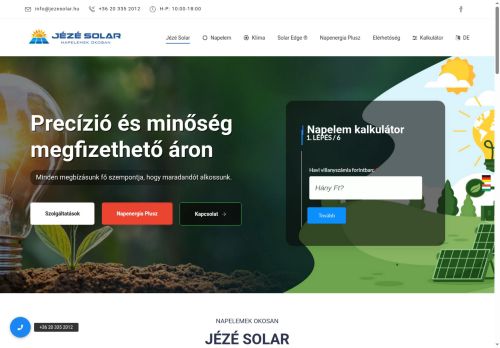 info@jezesolar.hu
+36 20 335 2012
H-P: 10:00-18:00
JÉZÉ SOLAR
NAPELEMEK OKOSAN
Jézé Solar
Napelem
Klíma
Solar Edge ®
Napenergia Plusz
Elérhetőség
Kalkulátor
DE
Precízió és minőség
megfizethető áron
Minden megbízásunk fő szempontja, hogy maradandót alkossunk.
Szolgáltatások
Napenergia Plusz
Kapcsolat →
Napelem kalkulátor
1. LÉPÉS / 6
Havi villanyszámla forintban:
Hány Ft?
Tovább
NAPELEMEK OKOSAN
JÉZÉ SOLAR
+36 20 335 2012